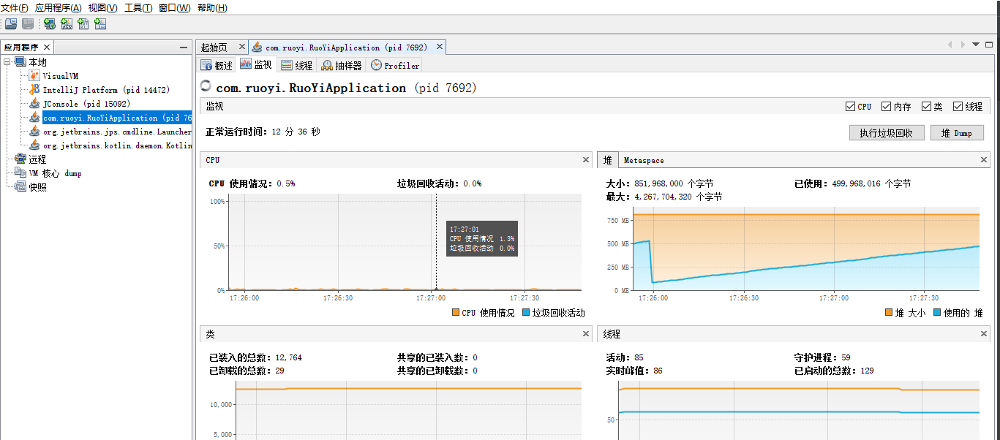 文件(F) 应用程序(A) 视图(V) 工具(T) 窗口(W) 帮助(H)
应用程序
本地
VisualVM
IntelliJ Platform (pid 14472)
JConsole (pid 15092)
com.ruoyi.RuoYiApplication (pid 76
org.jetbrains.jps.cmdline.Launcher
org.jetbrains.kotlin.daemon.Kotlin
远程
VM 核心 dump
快照
起始页 com.ruoyi.RuoYiApplication (pid 7692)
概述 监视 线程 抽样器 Profiler
com.ruoyi.RuoYiApplication (pid 7692)
监视 CPU 内存 类 线程
正常运行时间: 12 分 36 秒 执行垃圾回收 堆 Dump
CPU
CPU 使用情况: 0.5% 垃圾回收活动: 0.0%
100%
50%
0%
17:27:01
CPU 使用情况 1.3%
垃圾回收活动 0.0%
17:26:00 17:26:30 17:27:00 17:27:30
CPU 使用情况 垃圾回收活动
堆 Metaspace
大小: 851,968,000 个字节 已使用: 499,968,016 个字节
最大: 4,267,704,320 个字节
750 MB
500 MB
250 MB
0 MB
17:26:00 17:26:30 17:27:00 17:27:30
堆 大小 使用的 堆
类
已装入的总数: 12,764 共享的已装入数: 0
已卸载的总数: 29 共享的已卸载数: 0
10,000
5,000
线程
活动: 85 守护进程: 59
实时峰值: 86 已启动的总数: 129
50